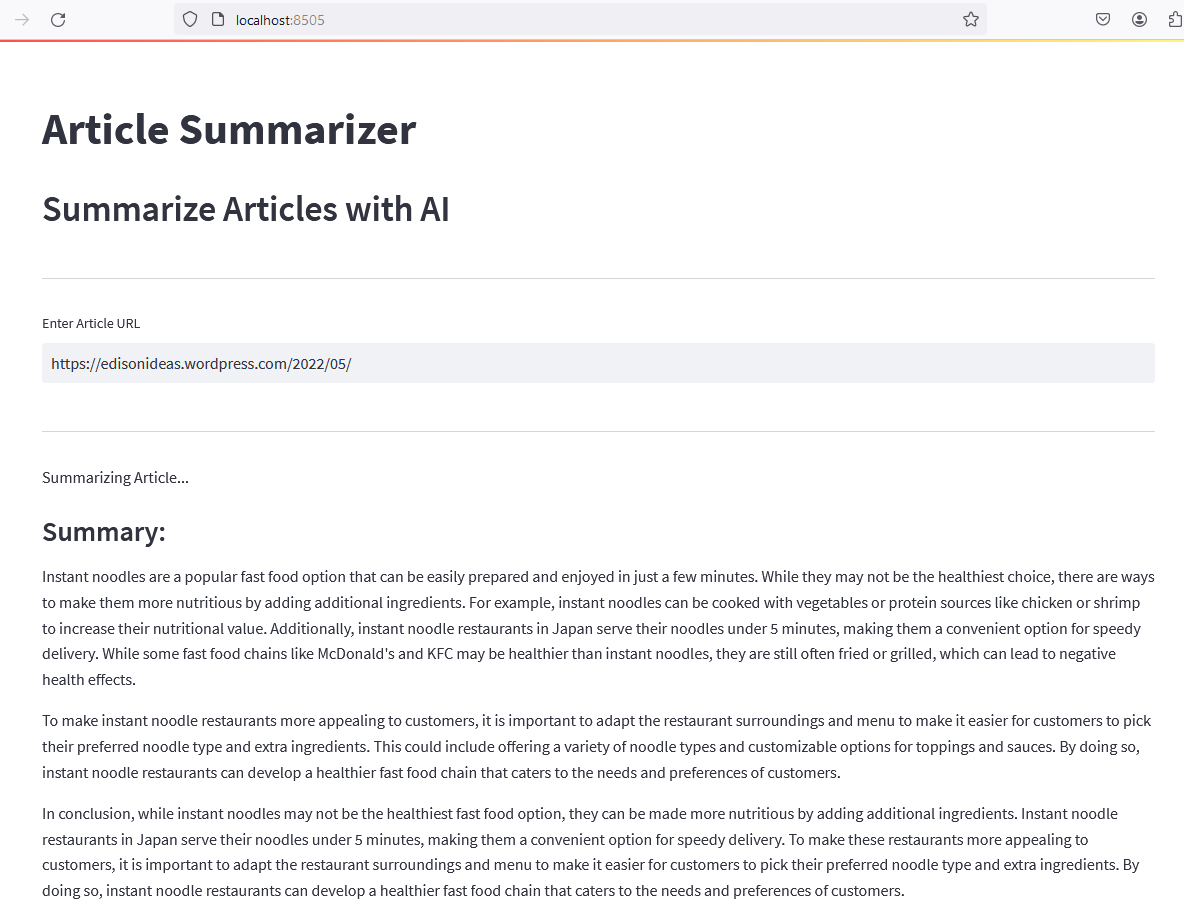 localhost:8505
Article Summarizer
Summarize Articles with AI
Enter Article URL
https://edisonideas.wordpress.com/2022/05/
Summarizing Article...
Summary:
Instant noodles are a popular fast food option that can be easily prepared and enjoyed in just a few minutes. While they may not be the healthiest choice, there are ways
to make them more nutritious by adding additional ingredients. For example, instant noodles can be cooked with vegetables or protein sources like chicken or shrimp
to increase their nutritional value. Additionally, instant noodle restaurants in Japan serve their noodles under 5 minutes, making them a convenient option for speedy
delivery. While some fast food chains like McDonald's and KFC may be healthier than instant noodles, they are still often fried or grilled, which can lead to negative
health effects.
To make instant noodle restaurants more appealing to customers, it is important to adapt the restaurant surroundings and menu to make it easier for customers to pick
their preferred noodle type and extra ingredients. This could include offering a variety of noodle types and customizable options for toppings and sauces. By doing so,
instant noodle restaurants can develop a healthier fast food chain that caters to the needs and preferences of customers.
In conclusion, while instant noodles may not be the healthiest fast food option, they can be made more nutritious by adding additional ingredients. Instant noodle
restaurants in Japan serve their noodles under 5 minutes, making them a convenient option for speedy delivery. To make these restaurants more appealing to
customers, it is important to adapt the restaurant surroundings and menu to make it easier for customers to pick their preferred noodle type and extra ingredients. By
doing so, instant noodle restaurants can develop a healthier fast food chain that caters to the needs and preferences of customers.